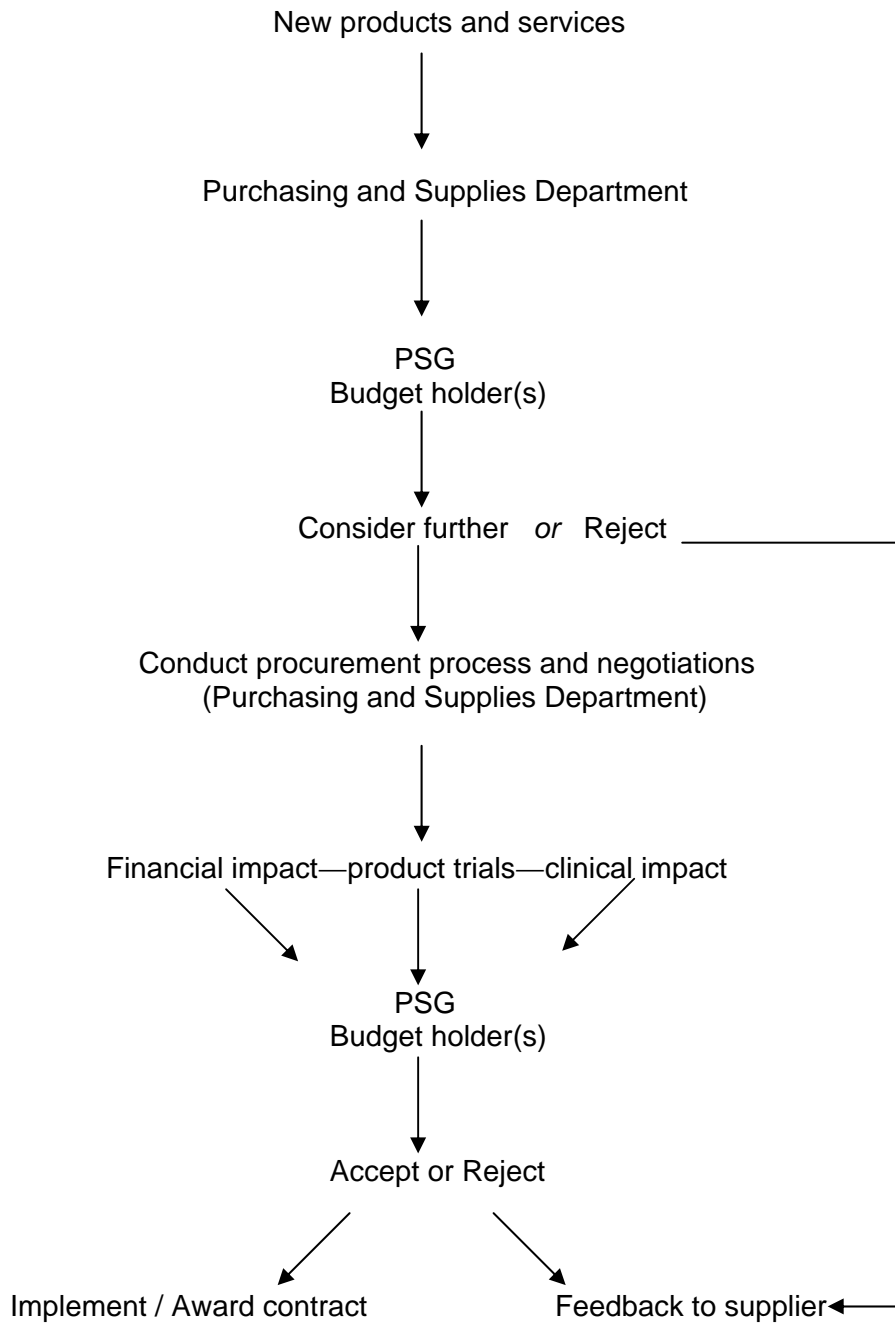 New products and services
Purchasing and Supplies Department
PSG
Budget holder(s)
Consider further or Reject
Conduct procurement process and negotiations
(Purchasing and Supplies Department)
Financial impact—product trials—clinical impact
PSG
Budget holder(s)
Accept or Reject
Implement / Award contract
Feedback to supplier